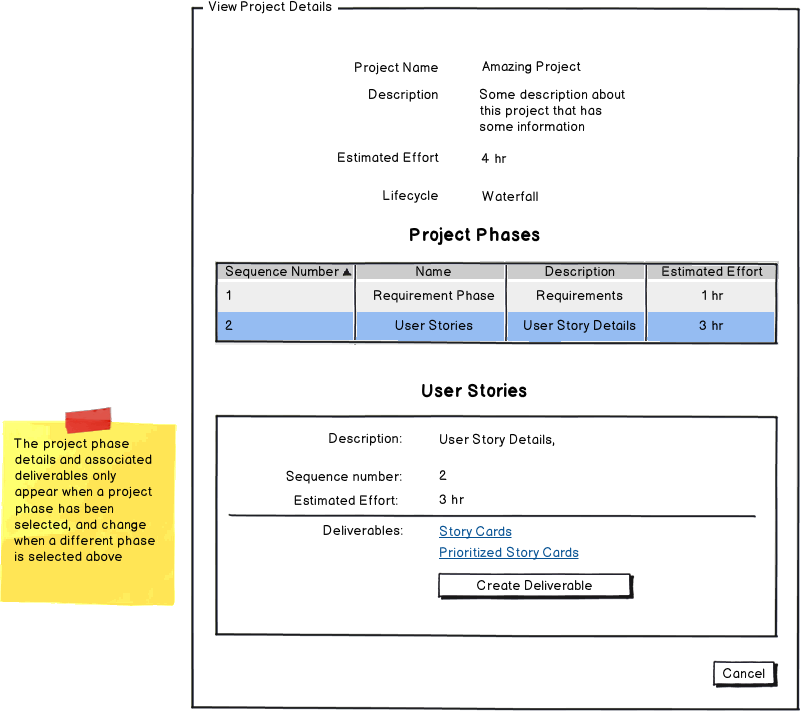 View Project Details
Project Name Amazing Project
Description Some description about
this project that has
some information
Estimated Effort 4 hr
Lifecycle Waterfall
Project Phases
Sequence Number Name Description Estimated Effort
1 Requirement Phase Requirements 1 hr
2 User Stories User Story Details 3 hr
User Stories
Description: User Story Details,
Sequence number: 2
Estimated Effort: 3 hr
Deliverables: Story Cards
Prioritized Story Cards
Create Deliverable
Cancel
The project phase
details and associated
deliverables only
appear when a project
phase has been
selected, and change
when a different phase
is selected above